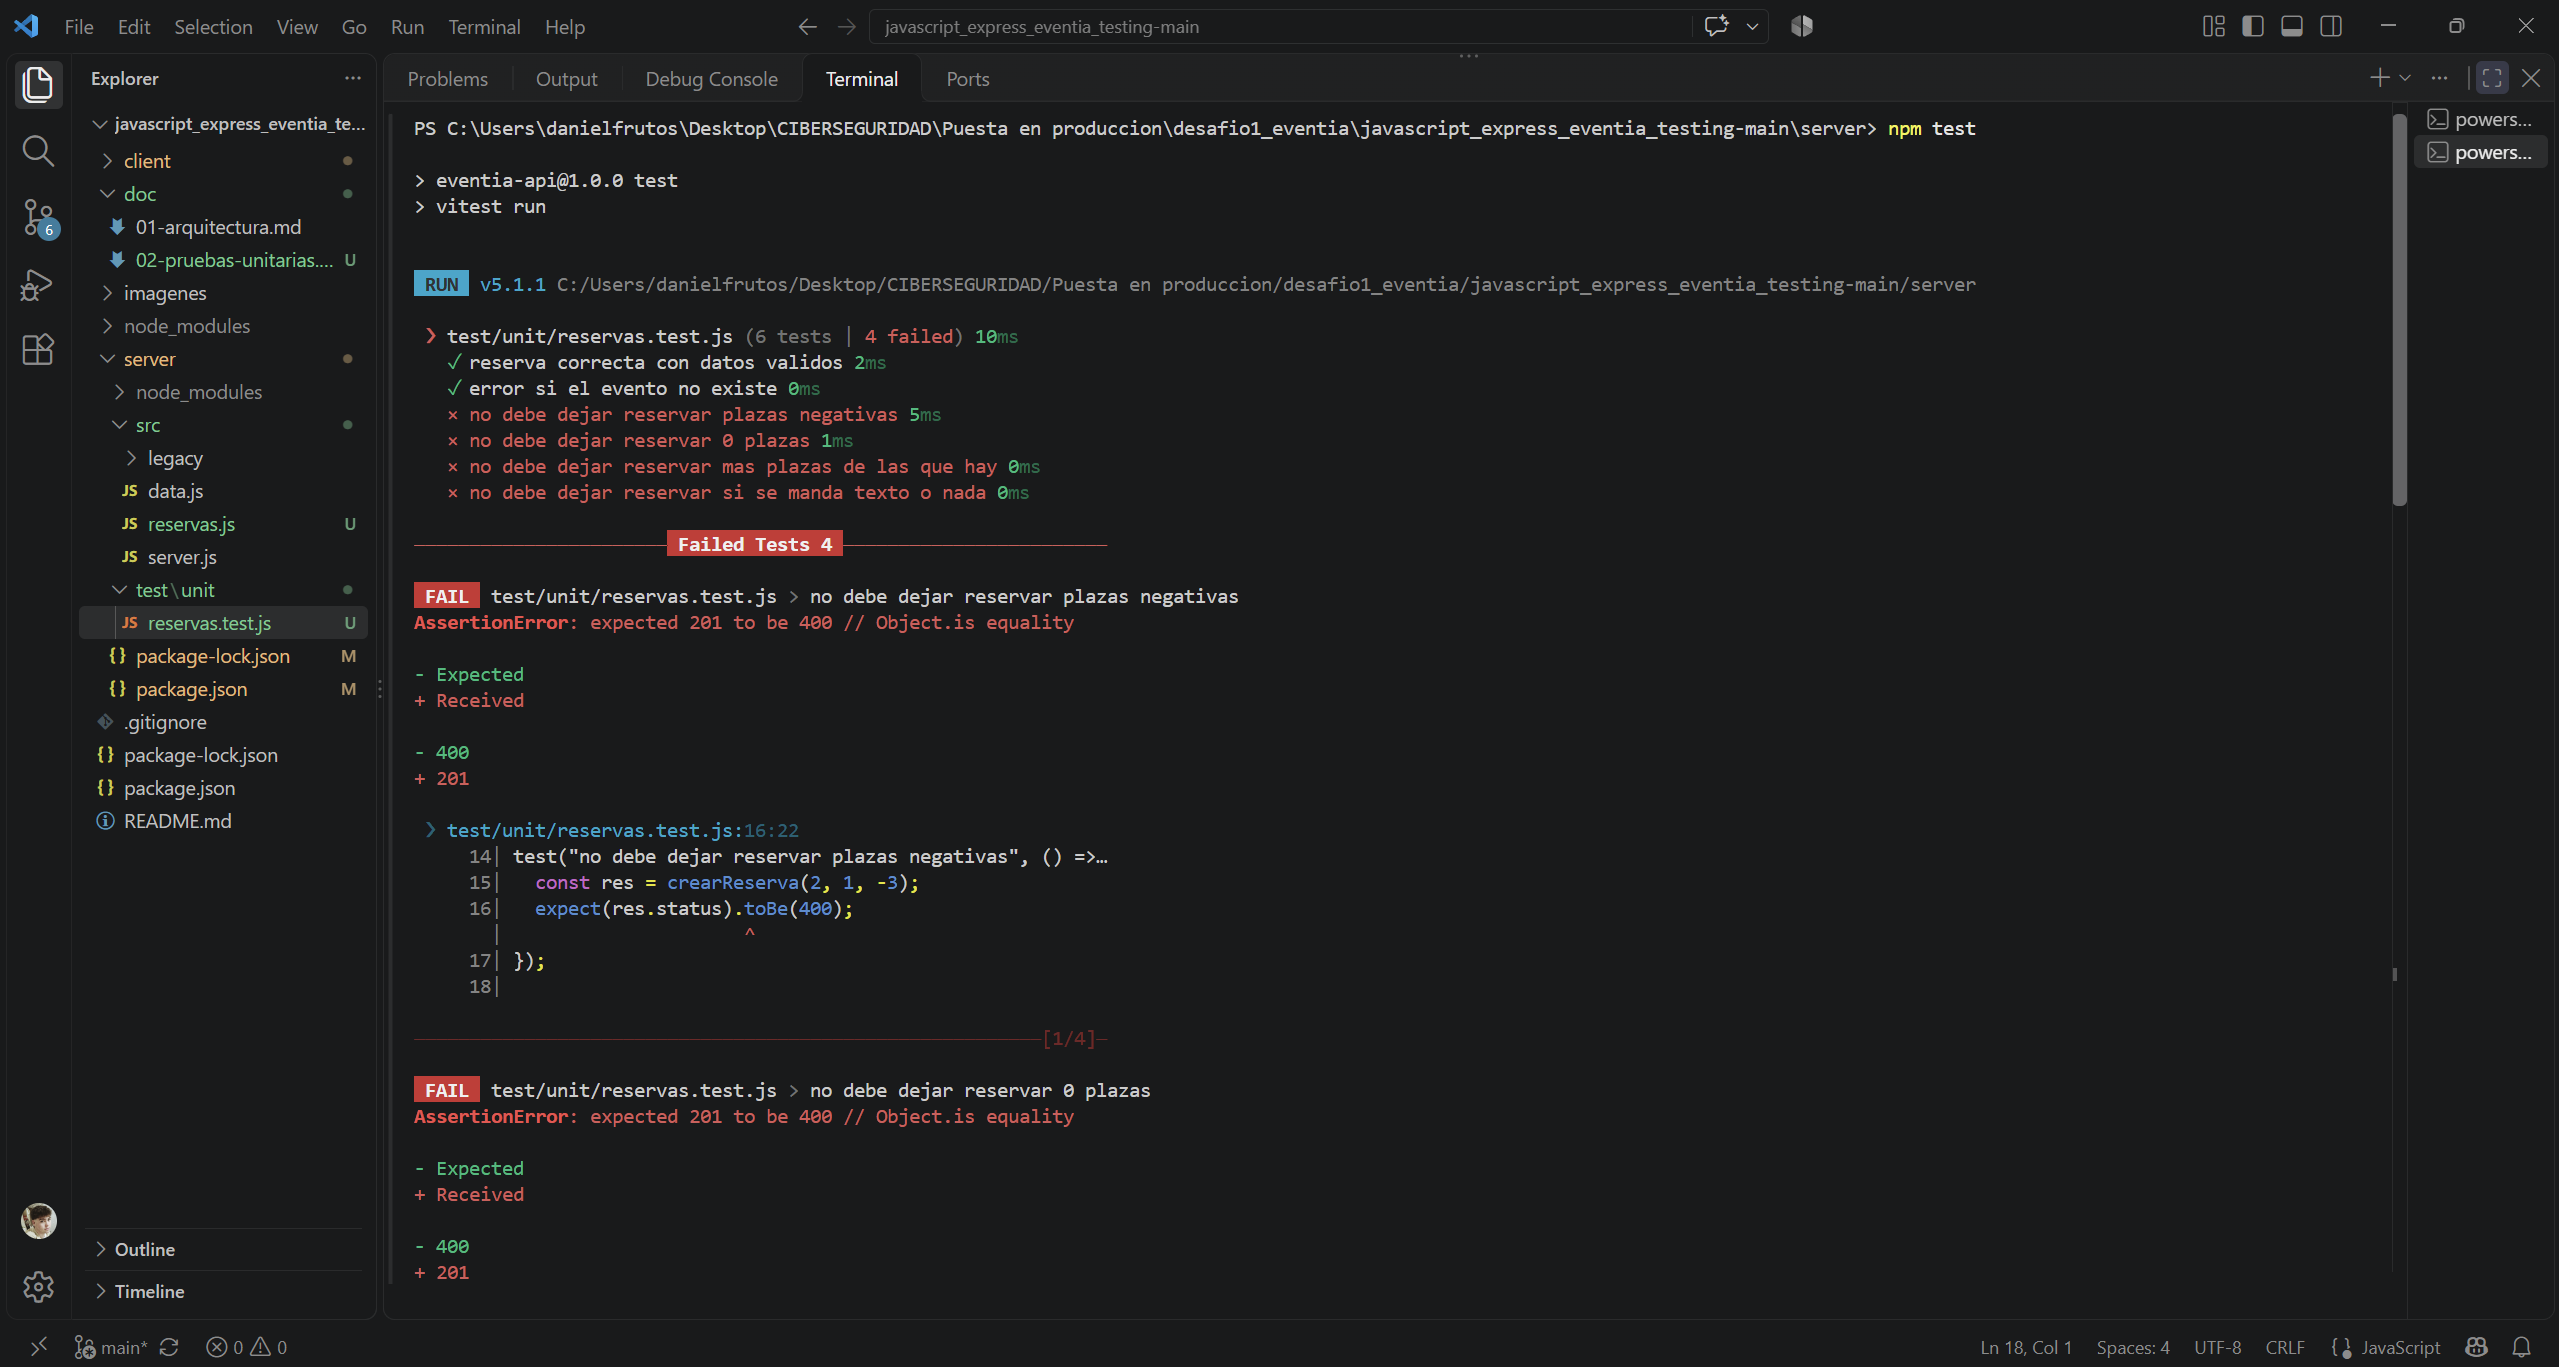 File Edit Selection View Go Run Terminal Help
javascript_express_eventia_testing-main
Explorer
javascript_express_eventia_te...
client
doc
01-arquitectura.md
02-pruebas-unitarias.... U
imagenes
node_modules
server
node_modules
src
legacy
JS data.js
JS reservas.js U
JS server.js
test\unit
JS reservas.test.js U
{} package-lock.json M
{} package.json M
.gitignore
{} package-lock.json
{} package.json
README.md
Outline
Timeline
6
Problems Output Debug Console Terminal Ports
powers...
powers...
PS C:\Users\danielfrutos\Desktop\CIBERSEGURIDAD\Puesta en produccion\desafio1_eventia\javascript_express_eventia_testing-main\server> npm test
> eventia-api@1.0.0 test
> vitest run
RUN v5.1.1 C:/Users/danielfrutos/Desktop/CIBERSEGURIDAD/Puesta en produccion/desafio1_eventia/javascript_express_eventia_testing-main/server
❯ test/unit/reservas.test.js (6 tests | 4 failed) 10ms
✓ reserva correcta con datos validos 2ms
✓ error si el evento no existe 0ms
× no debe dejar reservar plazas negativas 5ms
× no debe dejar reservar 0 plazas 1ms
× no debe dejar reservar mas plazas de las que hay 0ms
× no debe dejar reservar si se manda texto o nada 0ms
Failed Tests 4
FAIL test/unit/reservas.test.js > no debe dejar reservar plazas negativas
AssertionError: expected 201 to be 400 // Object.is equality
- Expected
+ Received
- 400
+ 201
❯ test/unit/reservas.test.js:16:22
14| test("no debe dejar reservar plazas negativas", () =>…
15| const res = crearReserva(2, 1, -3);
16| expect(res.status).toBe(400);
| ^
17| });
18|
[1/4]
FAIL test/unit/reservas.test.js > no debe dejar reservar 0 plazas
AssertionError: expected 201 to be 400 // Object.is equality
- Expected
+ Received
- 400
+ 201
main* 0 0 Ln 18, Col 1 Spaces: 4 UTF-8 CRLF JavaScript